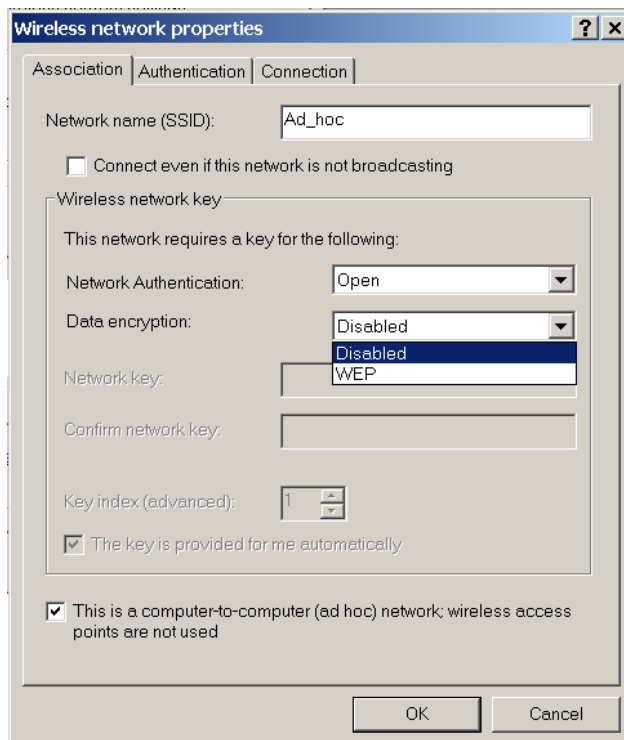 Wireless network properties
Association Authentication Connection
Network name (SSID): Ad_hoc
Connect even if this network is not broadcasting
Wireless network key
This network requires a key for the following:
Network Authentication: Open
Data encryption: Disabled
Disabled
WEP
Network key:
Confirm network key:
Key index (advanced): 1
The key is provided for me automatically
This is a computer-to-computer (ad hoc) network; wireless access
points are not used
OK Cancel